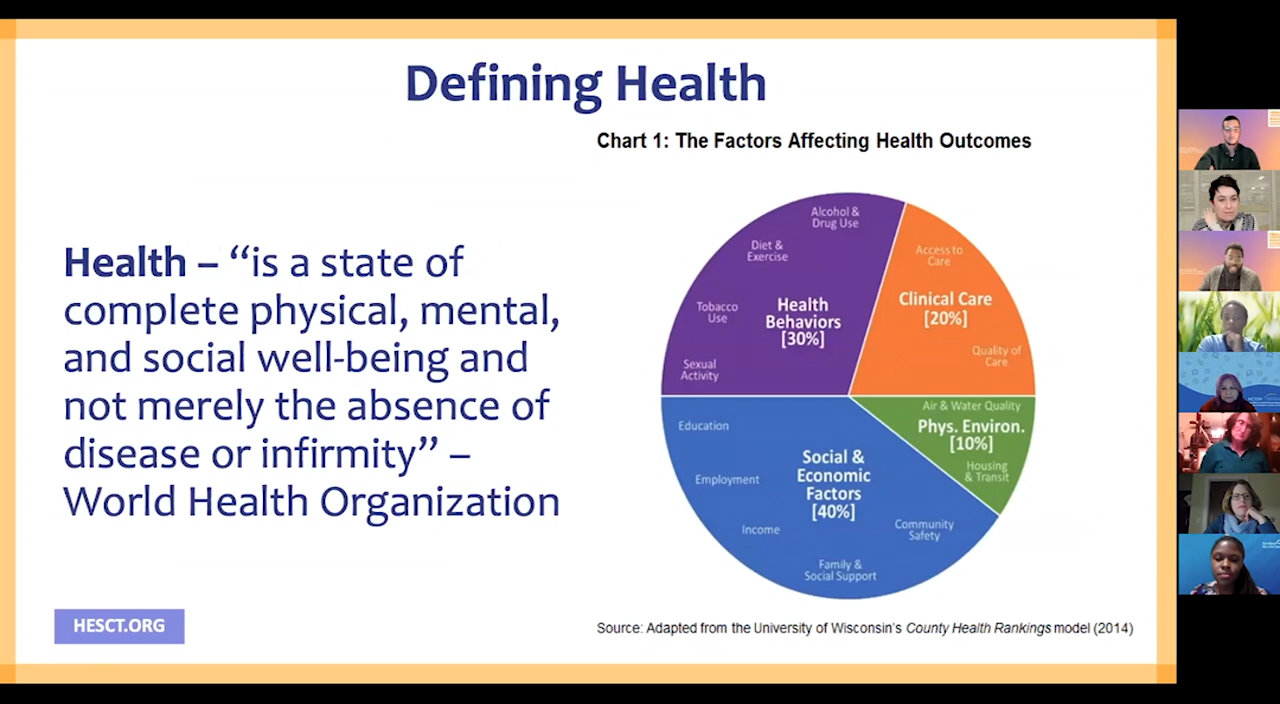 Defining Health
Chart 1: The Factors Affecting Health Outcomes
Health – “is a state of
complete physical, mental,
and social well-being and
not merely the absence of
disease or infirmity” –
World Health Organization
Alcohol &
Drug Use
Diet &
Exercise
Tobacco
Use
Sexual
Activity
Health
Behaviors
[30%]
Access to
Care
Clinical Care
[20%]
Quality of
Care
Air & Water Quality
Phys. Environ.
[10%]
Housing
& Transit
Education
Employment
Income
Social &
Economic
Factors
[40%]
Community
Safety
Family &
Social Support
HESCT.ORG
Source: Adapted from the University of Wisconsin’s County Health Rankings model (2014)